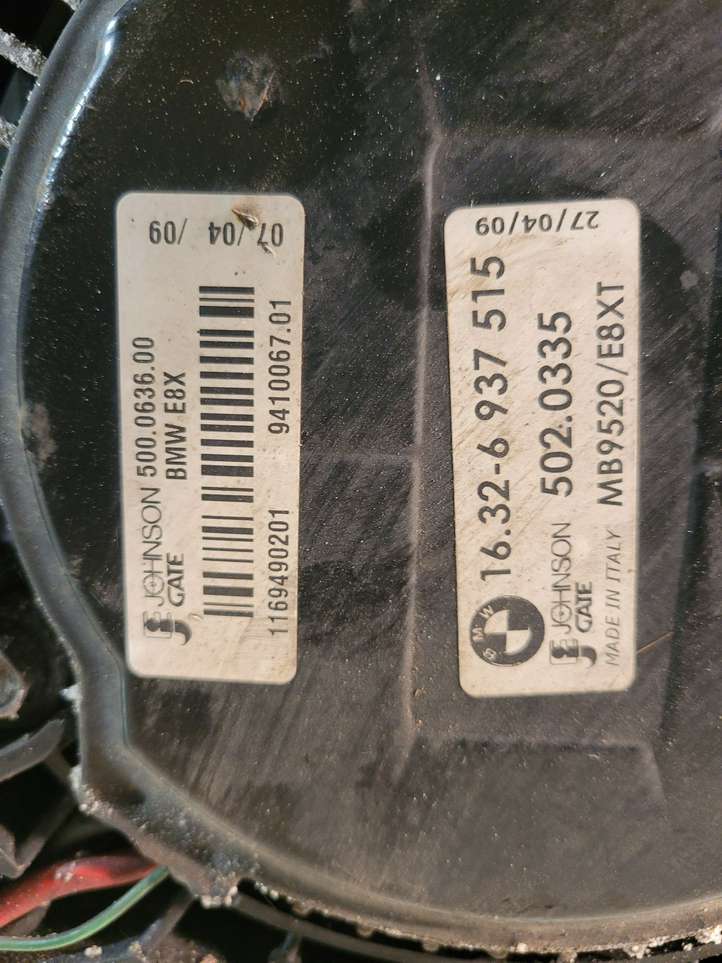 JOHNSON 500.0636.00
GATE BMW E8X
1169490201 9410067.01
07/04 /09
BMW 16.32-6 937 515
JOHNSON 502.0335
GATE
MADE IN ITALY MB9520/E8XT
27/04/09